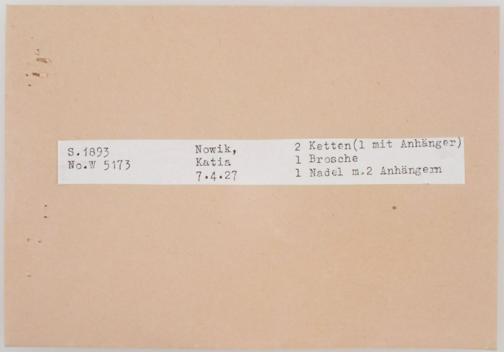 S.1893
No.W 5173
Nowik,
Katia
7.4.27
2 Ketten(1 mit Anhänger)
1 Brosche
1 Nadel m.2 Anhängern